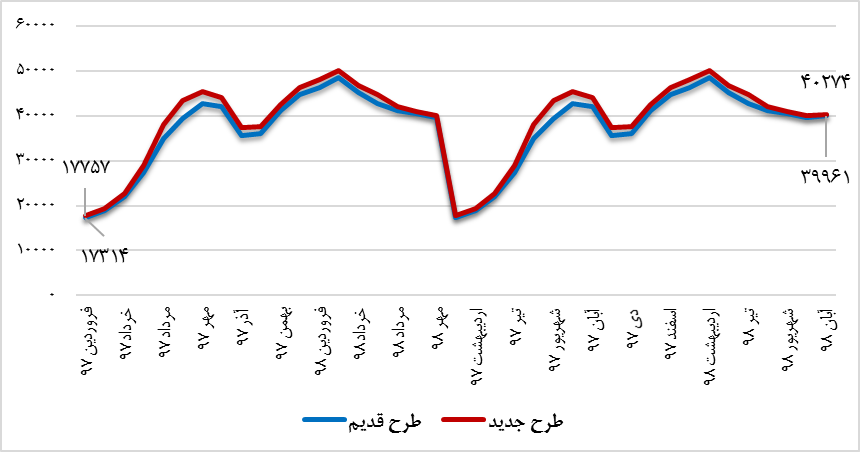 ۶۰۰۰۰
۵۰۰۰۰
۴۰۰۰۰
۳۰۰۰۰
۲۰۰۰۰
۱۰۰۰۰
۰
۱۷۷۵۷
۱۷۳۱۴
۴۰۲۷۴
۳۹۹۶۱
فروردین ۹۷
خرداد ۹۷
مرداد ۹۷
مهر ۹۷
آذر ۹۷
بهمن ۹۷
فروردین ۹۸
خرداد ۹۸
مرداد ۹۸
مهر ۹۸
اردیبهشت ۹۷
تیر ۹۷
شهریور ۹۷
آبان ۹۷
دی ۹۷
اسفند ۹۷
اردیبهشت ۹۸
تیر ۹۸
شهریور ۹۸
آبان ۹۸
طرح قدیم
طرح جدید